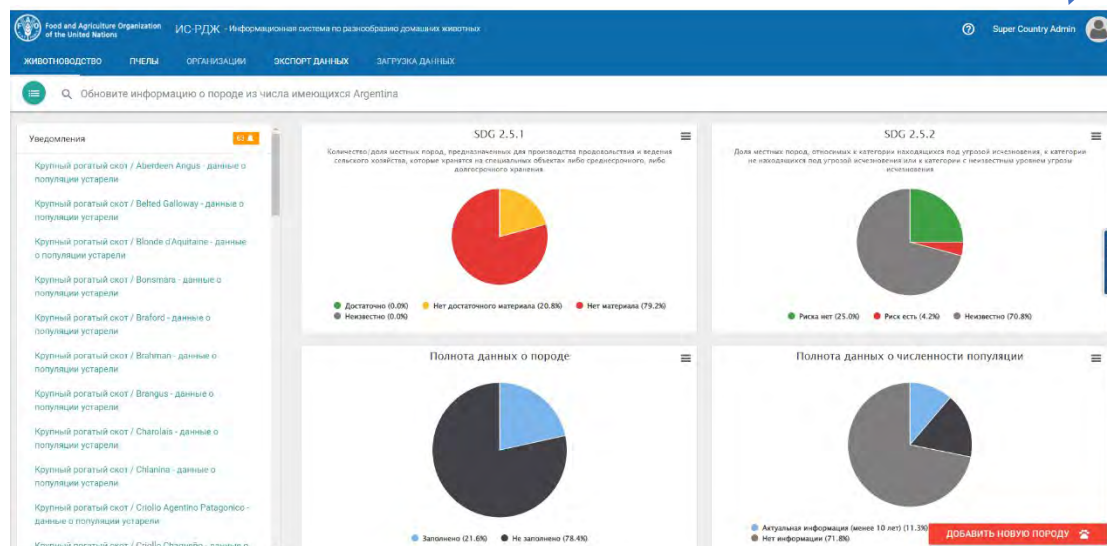 Food and Agriculture Organization
of the United Nations
ИС-РДЖ - Информационная система по разнообразию домашних животных
Super Country Admin
ЖИВОТНОВОДСТВО ПЧЕЛЫ ОРГАНИЗАЦИИ ЭКСПОРТ ДАННЫХ ЗАГРУЗКА ДАННЫХ
Обновите информацию о породе из числа имеющихся Argentina
Уведомления
Крупный рогатый скот / Aberdeen Angus - данные о
популяции устарели
Крупный рогатый скот / Belted Galloway - данные о
популяции устарели
Крупный рогатый скот / Blonde d'Aquitaine - данные
о популяции устарели
Крупный рогатый скот / Bonsmara - данные о
популяции устарели
Крупный рогатый скот / Braford - данные о
популяции устарели
Крупный рогатый скот / Brahman - данные о
популяции устарели
Крупный рогатый скот / Brangus - данные о
популяции устарели
Крупный рогатый скот / Charolais - данные о
популяции устарели
Крупный рогатый скот / Chianina - данные о
популяции устарели
Крупный рогатый скот / Criollo Agentino Patagonico -
данные о популяции устарели
SDG 2.5.1
Количество/доля местных пород, предназначенных для производства продовольствия и ведения
сельского хозяйства, которые хранятся на специальных объектах либо среднесрочного, либо
долгосрочного хранения
Достаточно (0.0%) Нет достаточного материала (20.8%) Нет материала (79.2%)
Неизвестно (0.0%)
SDG 2.5.2
Доля местных пород, относимых к категории находящихся под угрозой исчезновения, к категории
не находящихся под угрозой исчезновения или к категории с неизвестным уровнем угрозы
исчезновения
Риска нет (25.0%) Риск есть (4.2%) Неизвестно (70.8%)
Полнота данных о породе
Заполнено (21.6%) Не заполнено (78.4%)
Полнота данных о численности популяции
Актуальная информация (менее 10 лет) (11.3%)
Нет информации (71.8%)
ДОБАВИТЬ НОВУЮ ПОРОДУ